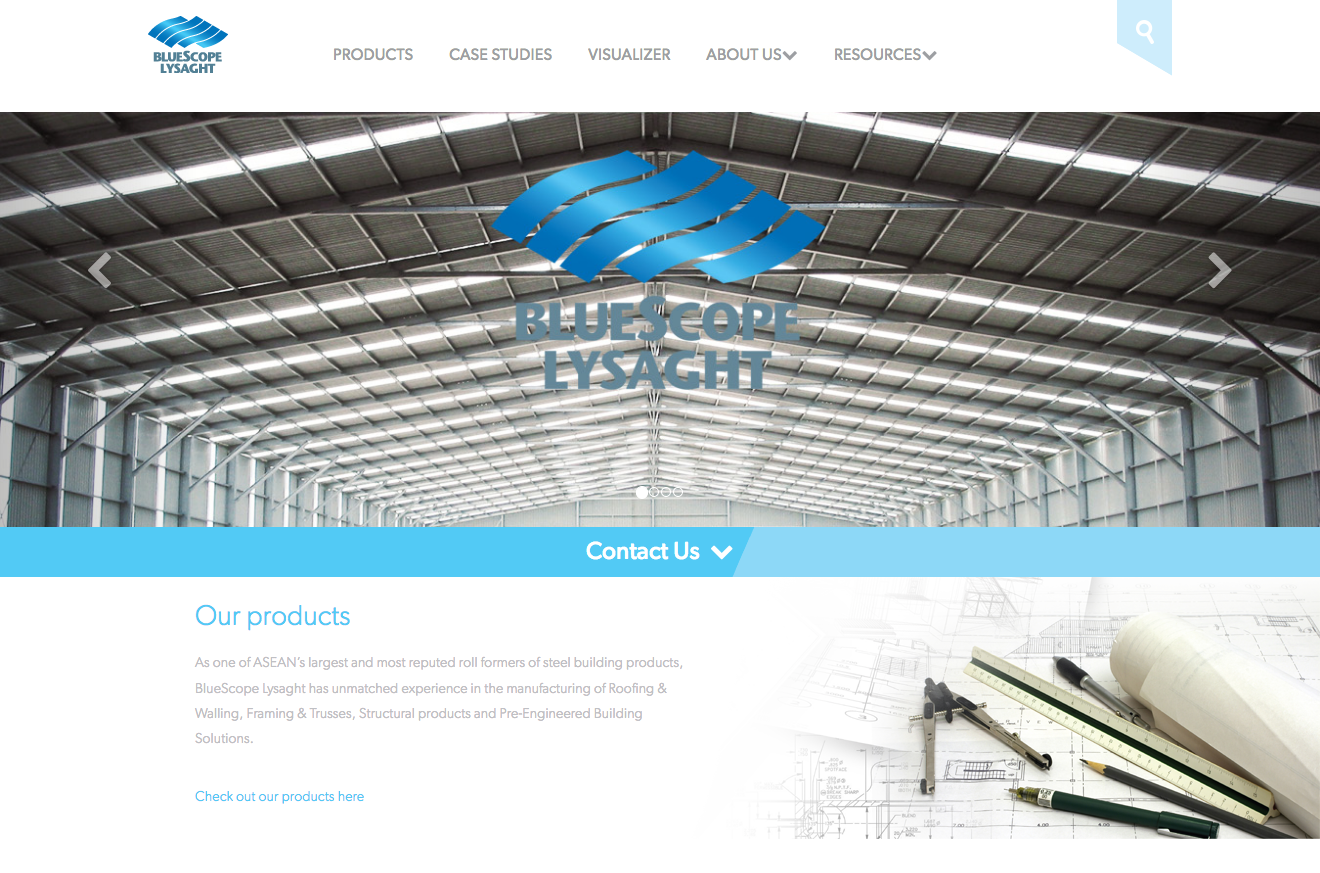 BLUESCOPE
LYSAGHT
PRODUCTS
CASE STUDIES
VISUALIZER
ABOUT US
RESOURCES
BLUESCOPE
LYSAGHT
Contact Us
Our products
As one of ASEAN's largest and most reputed roll formers of steel building products,
BlueScope Lysaght has unmatched experience in the manufacturing of Roofing &
Walling, Framing & Trusses, Structural products and Pre-Engineered Building
Solutions.
Check out our products here